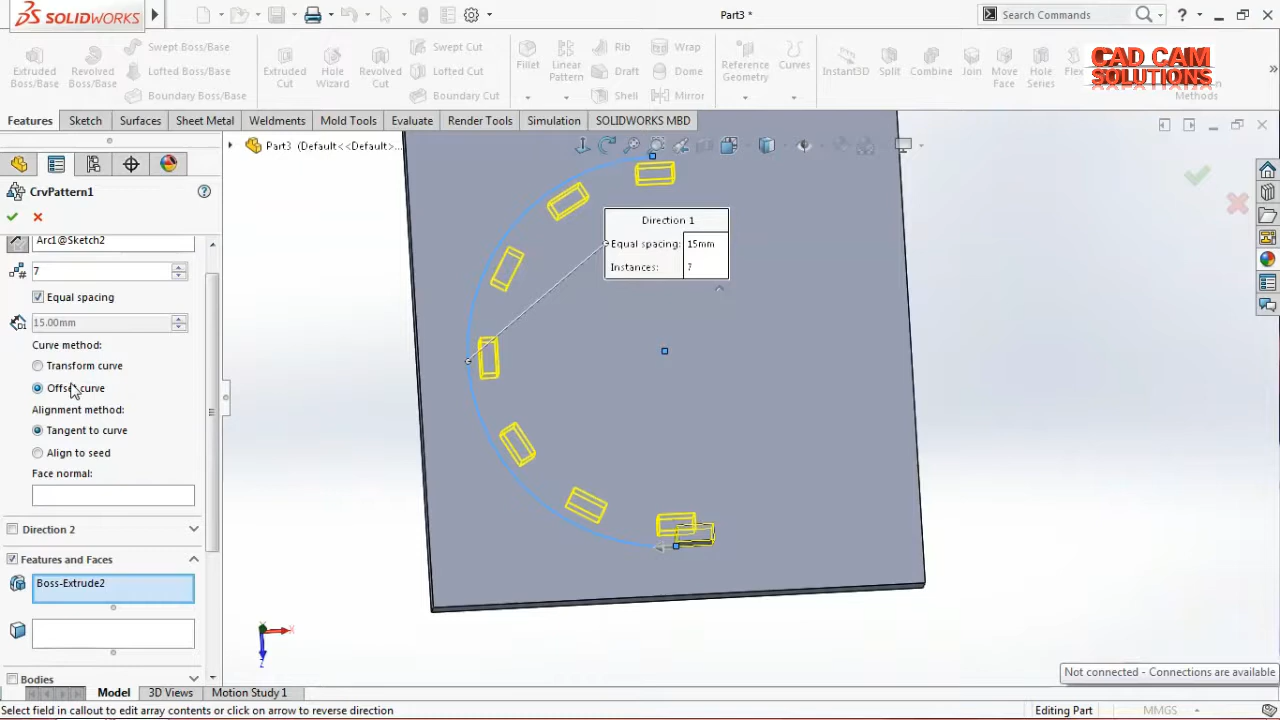 SOLIDWORKS
Part3 *
Search Commands
?
Extruded Boss/Base
Revolved Boss/Base
Swept Boss/Base
Lofted Boss/Base
Boundary Boss/Base
Extruded Cut
Hole Wizard
Revolved Cut
Swept Cut
Lofted Cut
Boundary Cut
Fillet
Linear Pattern
Rib
Draft
Shell
Wrap
Dome
Mirror
Reference Geometry
Curves
Instant3D
Split
Combine
Join
Move Face
Hole Series
Flex
Methods
CAD CAM
SOLUTIONS
Features
Sketch
Surfaces
Sheet Metal
Weldments
Mold Tools
Evaluate
Render Tools
Simulation
SOLIDWORKS MBD
Part3 (Default<<Default>...
CrvPattern1
Arc1@Sketch2
7
Equal spacing
15.00mm
Curve method:
Transform curve
Offset curve
Alignment method:
Tangent to curve
Align to seed
Face normal:
Direction 2
Features and Faces
Boss-Extrude2
Bodies
Direction 1
Equal spacing: 15mm
Instances: 7
Model
3D Views
Motion Study 1
Not connected - Connections are available
Select field in callout to edit array contents or click on arrow to reverse direction
Editing Part
MMGS